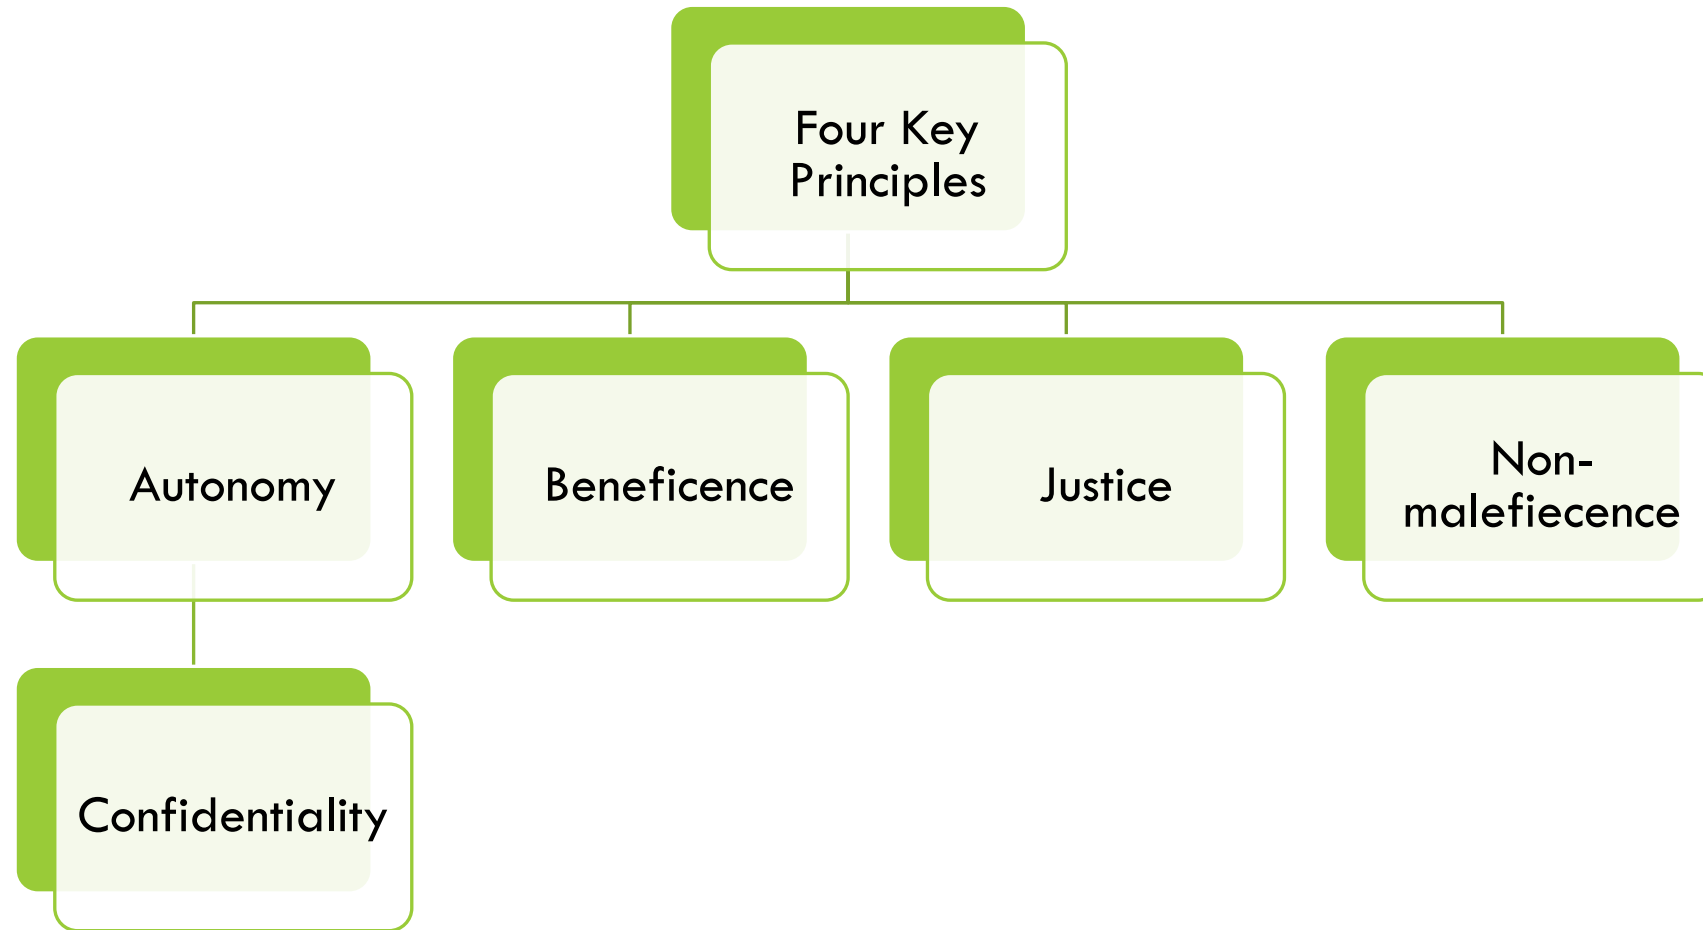 Four Key
Principles
Autonomy
Beneficence
Justice
Non-
malefiecence
Confidentiality